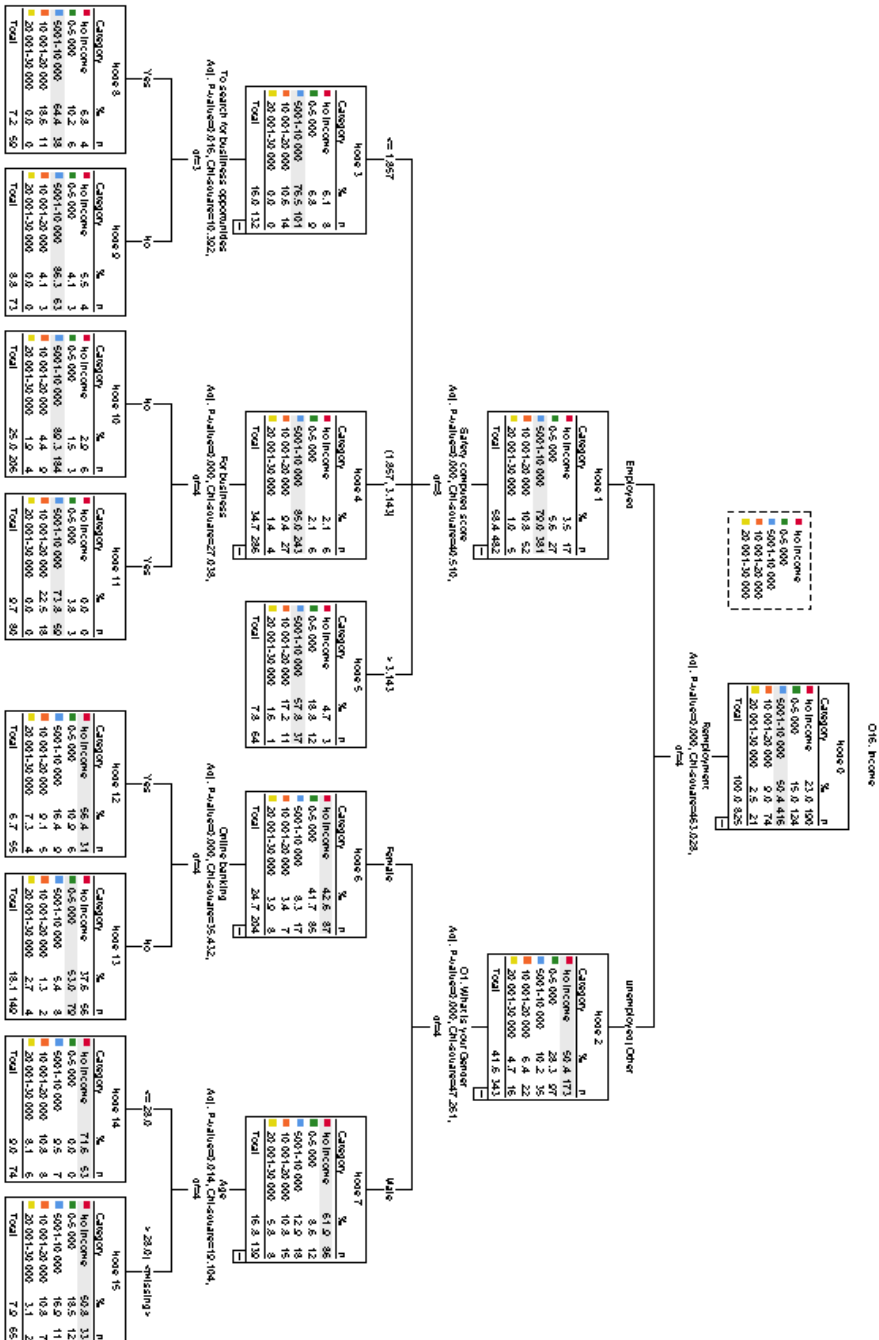 Q16. Income
Node 0
Category % n
No income 23.0 190
0-5 000 15.0 124
5001-10 000 50.4 416
10 001-20 000 9.0 74
20 001-30 000 2.5 21
Total 100.0 825
No income
0-5 000
5001-10 000
10 001-20 000
20 001-30 000
Remployment
Adj. P-value=0.000, Chi-square=463.028,
df=4
Employed
Unemployed| Other
Node 1
Category % n
No income 3.5 17
0-5 000 5.6 27
5001-10 000 79.0 381
10 001-20 000 10.8 52
20 001-30 000 1.0 5
Total 58.4 482
Node 2
Category % n
No income 50.4 173
0-5 000 28.3 97
5001-10 000 10.2 35
10 001-20 000 6.4 22
20 001-30 000 4.7 16
Total 41.6 343
Safety computed score
Adj. P-value=0.000, Chi-square=40.510,
df=8
Q1. What is your Gender
Adj. P-value=0.000, Chi-square=47.261,
df=4
<= 1.857
(1.857, 3.143]
> 3.143
Female
Male
Node 3
Category % n
No income 6.1 8
0-5 000 6.8 9
5001-10 000 76.5 101
10 001-20 000 10.6 14
20 001-30 000 0.0 0
Total 16.0 132
Node 4
Category % n
No income 2.1 6
0-5 000 2.1 6
5001-10 000 85.0 243
10 001-20 000 9.4 27
20 001-30 000 1.4 4
Total 34.7 286
Node 5
Category % n
No income 4.7 3
0-5 000 18.8 12
5001-10 000 57.8 37
10 001-20 000 17.2 11
20 001-30 000 1.6 1
Total 7.8 64
Node 6
Category % n
No income 42.6 87
0-5 000 41.7 85
5001-10 000 8.3 17
10 001-20 000 3.4 7
20 001-30 000 3.9 8
Total 24.7 204
Node 7
Category % n
No income 61.9 86
0-5 000 8.6 12
5001-10 000 12.9 18
10 001-20 000 10.8 15
20 001-30 000 5.8 8
Total 16.8 139
To search for business opportunities
Adj. P-value=0.016, Chi-square=10.392,
df=3
For business
Adj. P-value=0.000, Chi-square=27.038,
df=4
Online banking
Adj. P-value=0.000, Chi-square=35.432,
df=4
Age
Adj. P-value=0.014, Chi-square=19.104,
df=4
Yes
No
No
Yes
Yes
No
<= 28.0
> 28.0| <missing>
Node 8
Category % n
No income 6.8 4
0-5 000 10.2 6
5001-10 000 64.4 38
10 001-20 000 18.6 11
20 001-30 000 0.0 0
Total 7.2 59
Node 9
Category % n
No income 5.5 4
0-5 000 4.1 3
5001-10 000 86.3 63
10 001-20 000 4.1 3
20 001-30 000 0.0 0
Total 8.8 73
Node 10
Category % n
No income 2.9 6
0-5 000 1.5 3
5001-10 000 89.3 184
10 001-20 000 4.4 9
20 001-30 000 1.9 4
Total 25.0 206
Node 11
Category % n
No income 0.0 0
0-5 000 3.8 3
5001-10 000 73.8 59
10 001-20 000 22.5 18
20 001-30 000 0.0 0
Total 9.7 80
Node 12
Category % n
No income 56.4 31
0-5 000 10.9 6
5001-10 000 16.4 9
10 001-20 000 9.1 5
20 001-30 000 7.3 4
Total 6.7 55
Node 13
Category % n
No income 37.6 56
0-5 000 53.0 79
5001-10 000 5.4 8
10 001-20 000 1.3 2
20 001-30 000 2.7 4
Total 18.1 149
Node 14
Category % n
No income 71.6 53
0-5 000 0.0 0
5001-10 000 9.5 7
10 001-20 000 10.8 8
20 001-30 000 8.1 6
Total 9.0 74
Node 15
Category % n
No income 50.8 33
0-5 000 18.5 12
5001-10 000 16.9 11
10 001-20 000 10.8 7
20 001-30 000 3.1 2
Total 7.9 65